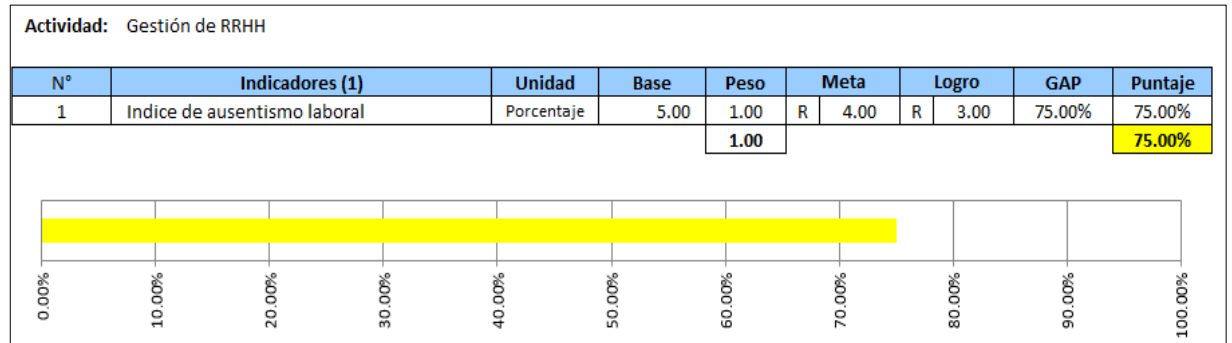 Actividad: Gestión de RRHH
N° Indicadores (1) Unidad Base Peso Meta Logro GAP Puntaje
1 Indice de ausentismo laboral Porcentaje 5.00 1.00 R 4.00 R 3.00 75.00% 75.00%
1.00 75.00%
0.00% 10.00% 20.00% 30.00% 40.00% 50.00% 60.00% 70.00% 80.00% 90.00% 100.00%